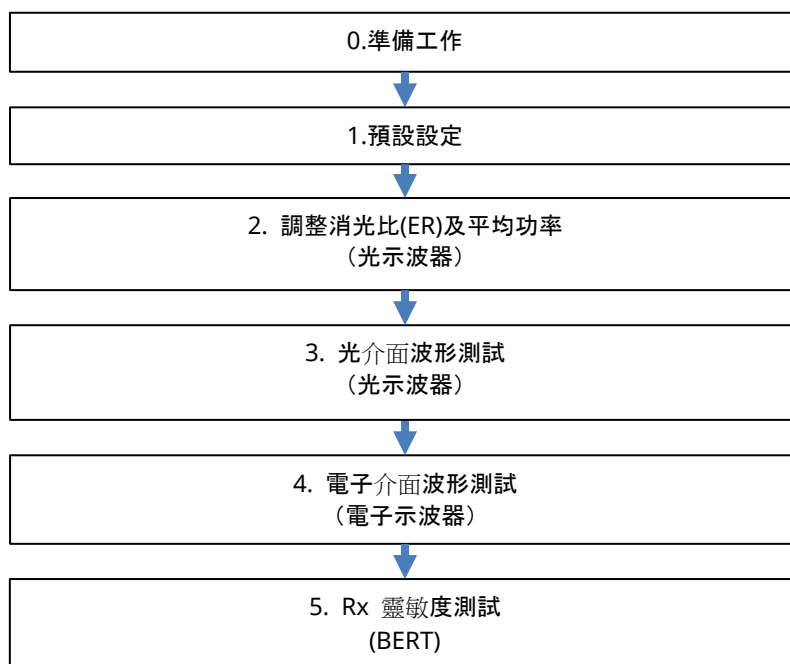 0.準備工作
1.預設設定
2. 調整消光比(ER)及平均功率
（光示波器）
3. 光介面波形測試
（光示波器）
4. 電子介面波形測試
（電子示波器）
5. Rx 靈敏度測試
(BERT)